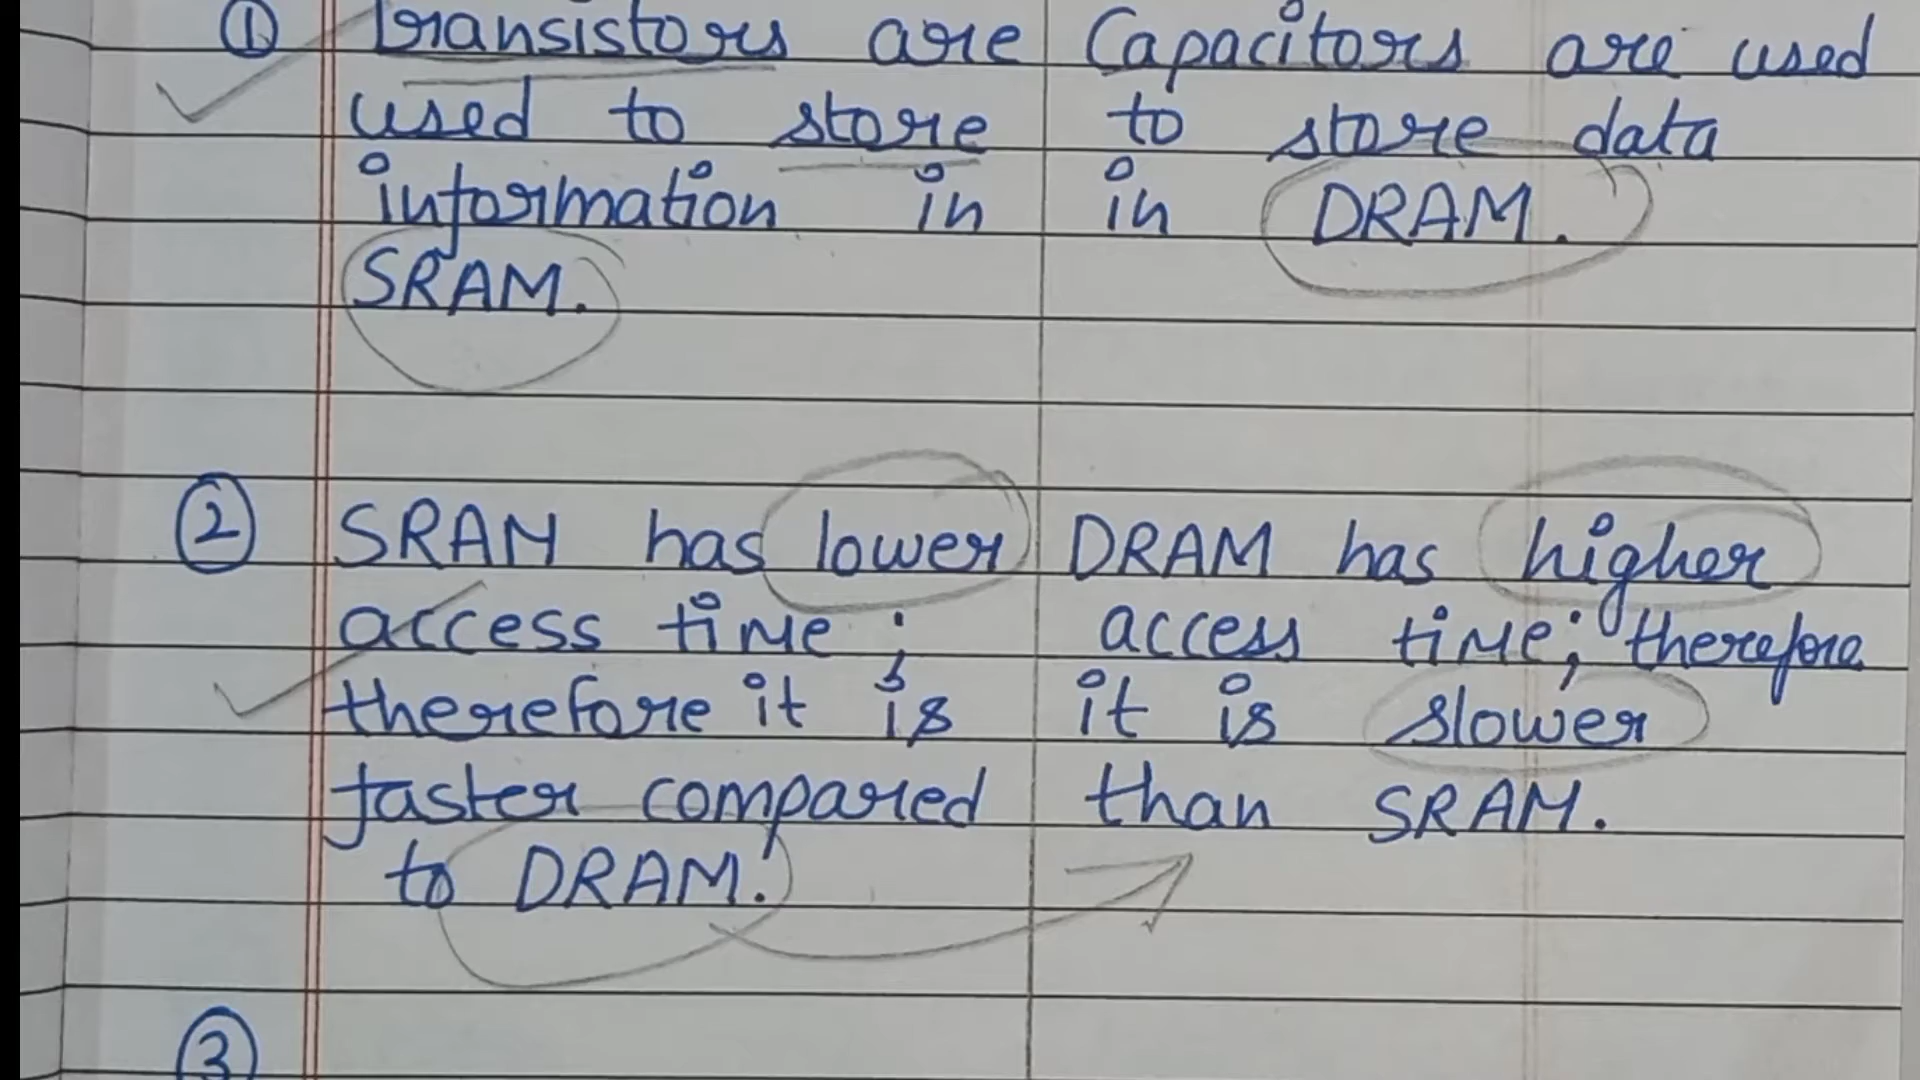 ① transistors are
used to store
information in
SRAM.
Capacitors are used
to store data
in DRAM.
② SRAM has lower
access time;
therefore it is
faster compared
to DRAM.
DRAM has higher
access time; therefore
it is slower
than SRAM.
③